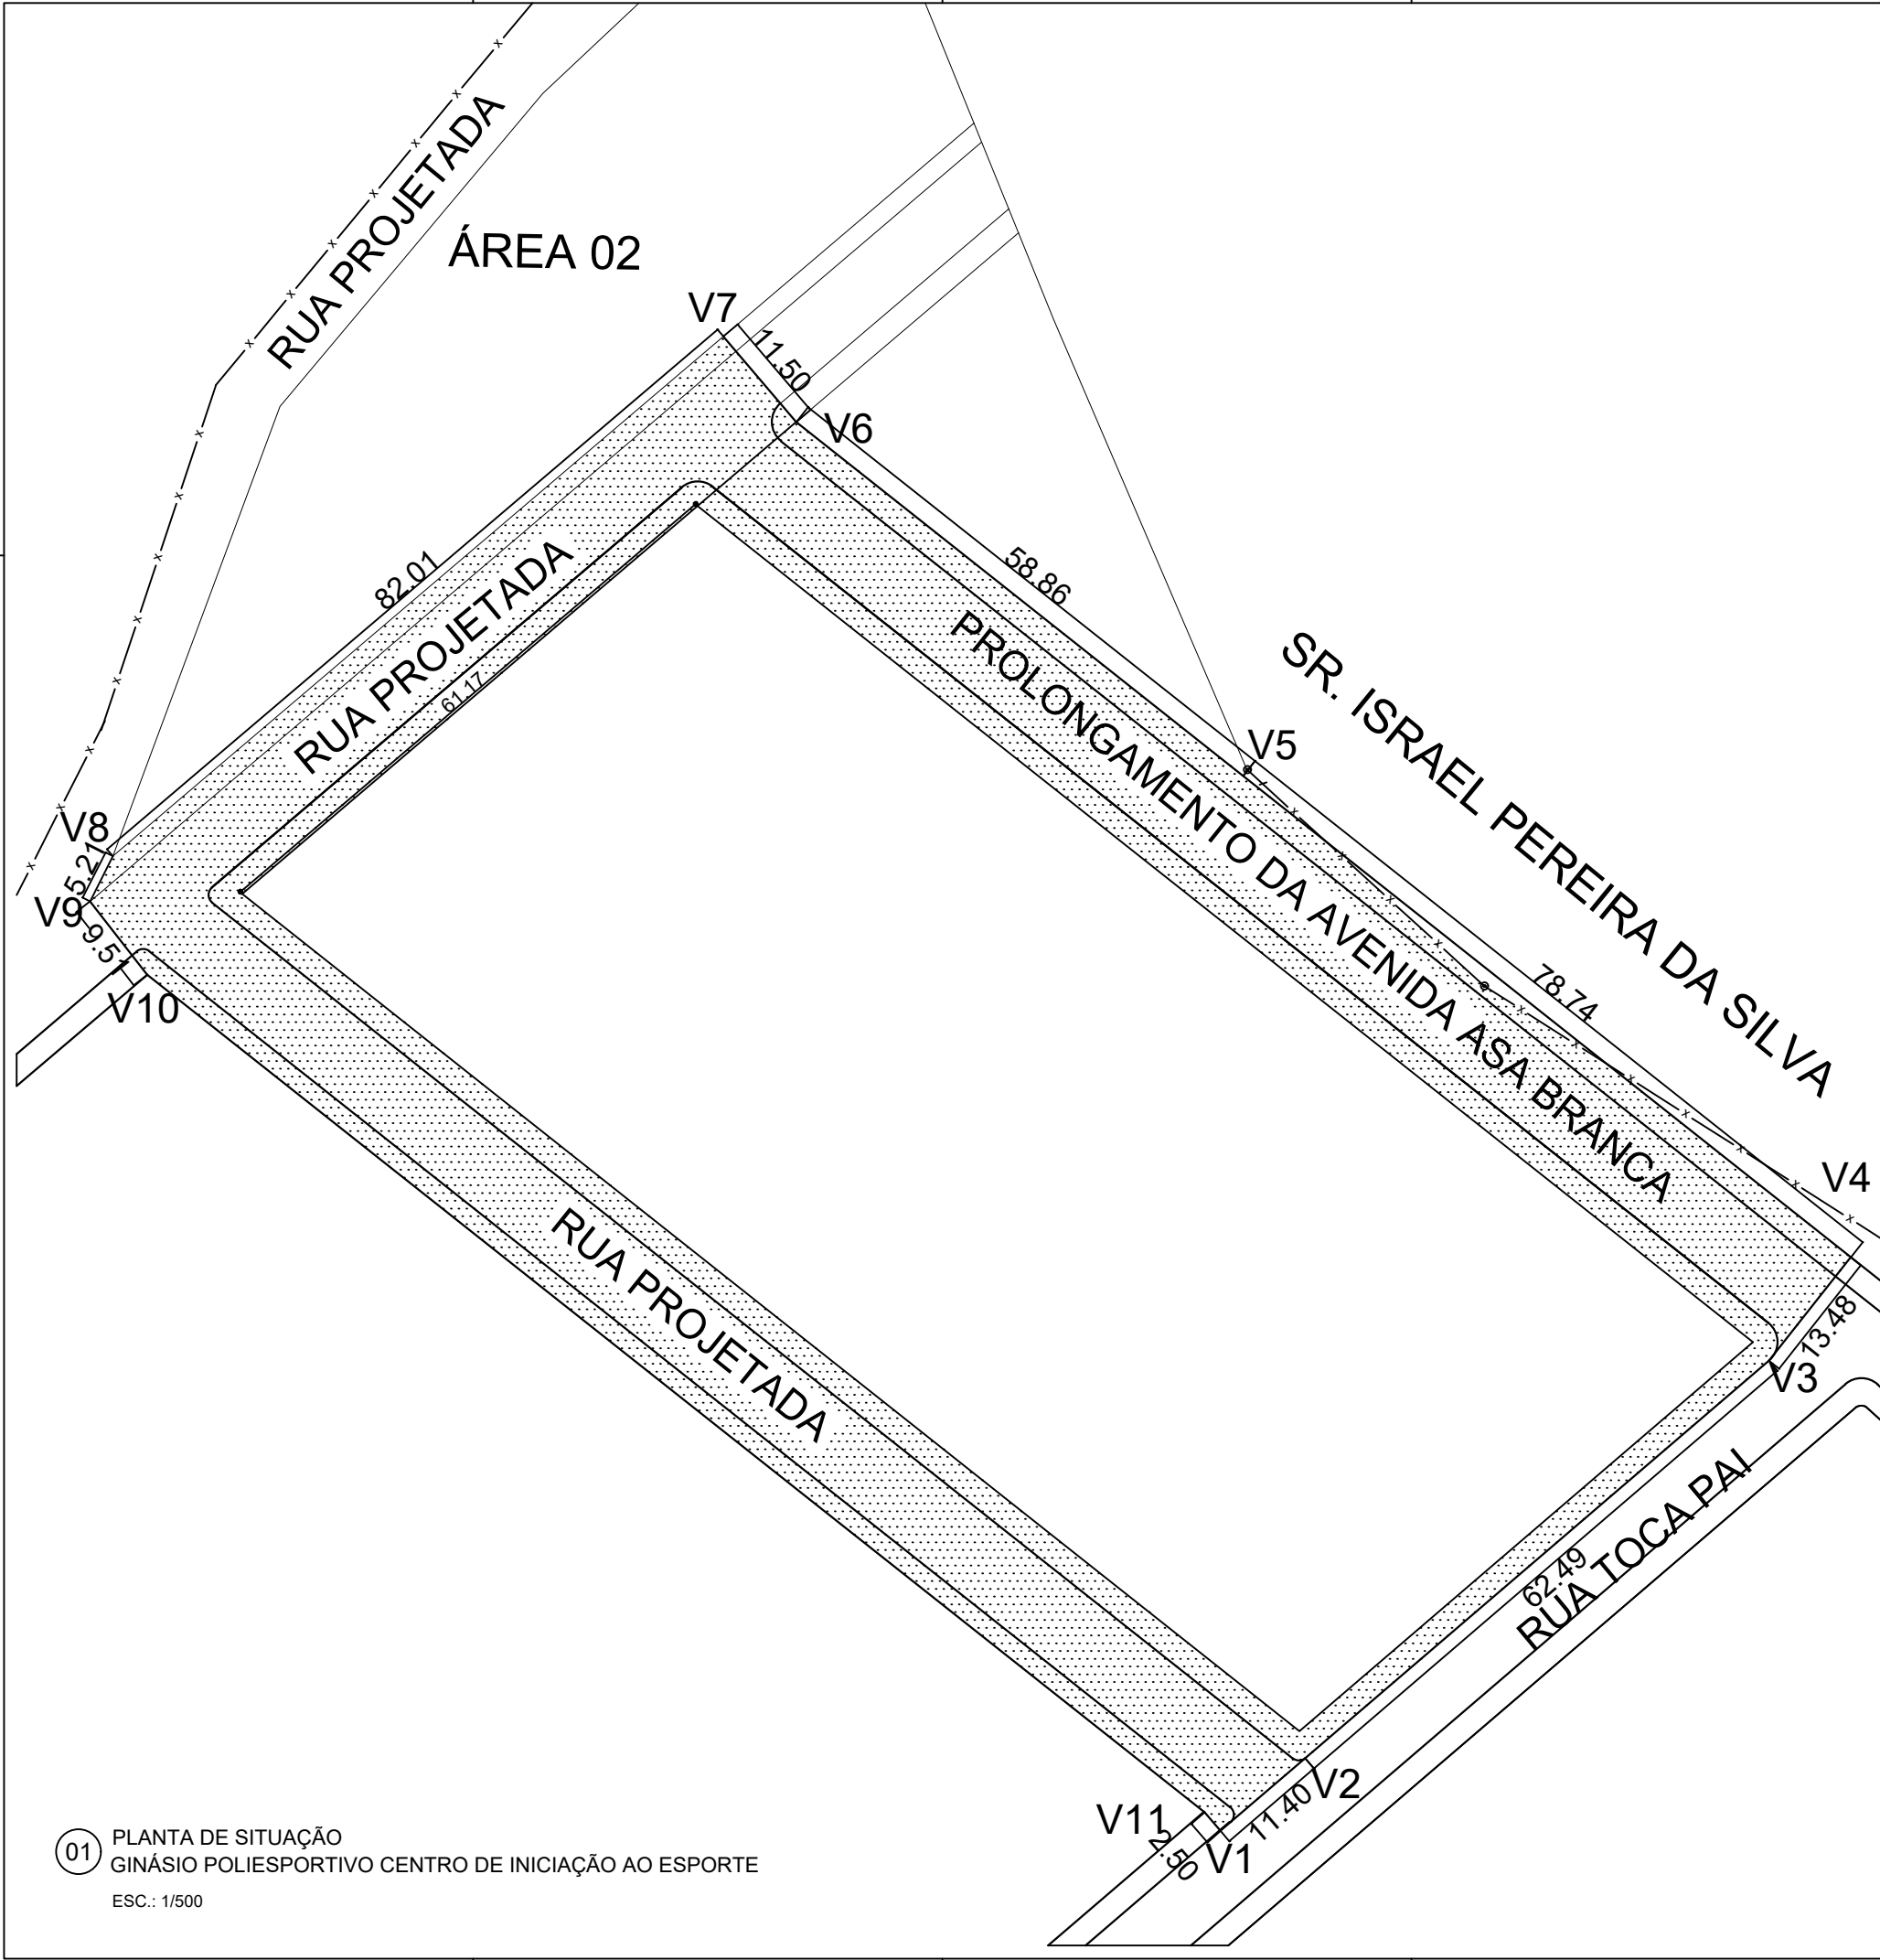 RUA PROJETADA
ÁREA 02
V7
11.50
V6
82.01
58.86
RUA PROJETADA
61.17
PROLONGAMENTO DA AVENIDA ASA BRANCA
SR. ISRAEL PEREIRA DA SILVA
V5
V8
5.21
V9
9.51
V10
78.74
V4
13.48
V3
RUA PROJETADA
RUA TOCA PAI
62.49
V2
11.40
V11
2.50
V1
01
PLANTA DE SITUAÇÃO
GINÁSIO POLIESPORTIVO CENTRO DE INICIAÇÃO AO ESPORTE
ESC.: 1/500